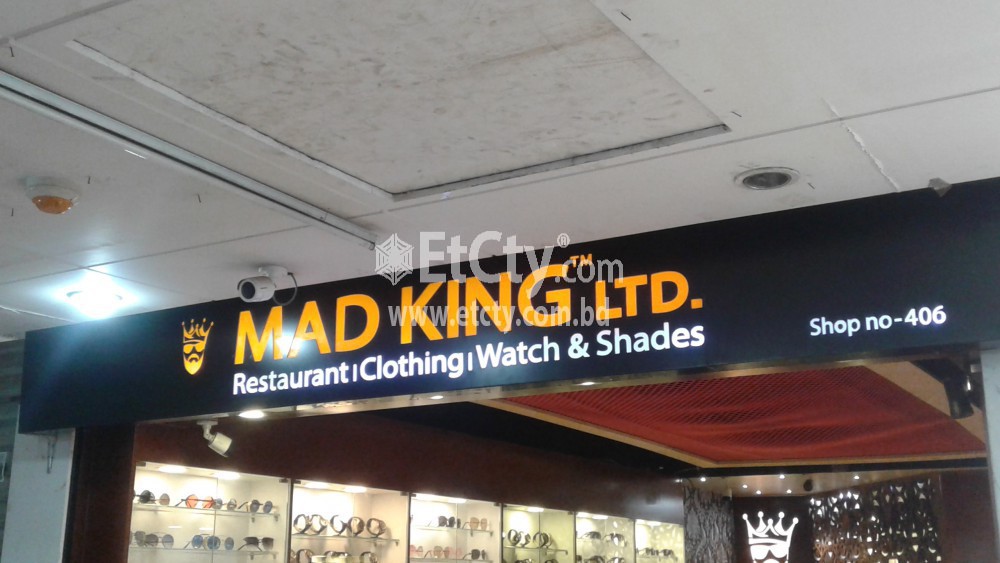 EtCty®.com
www.etcty.com.bd
MAD KING™ LTD.
Restaurant | Clothing | Watch & Shades
Shop no-406